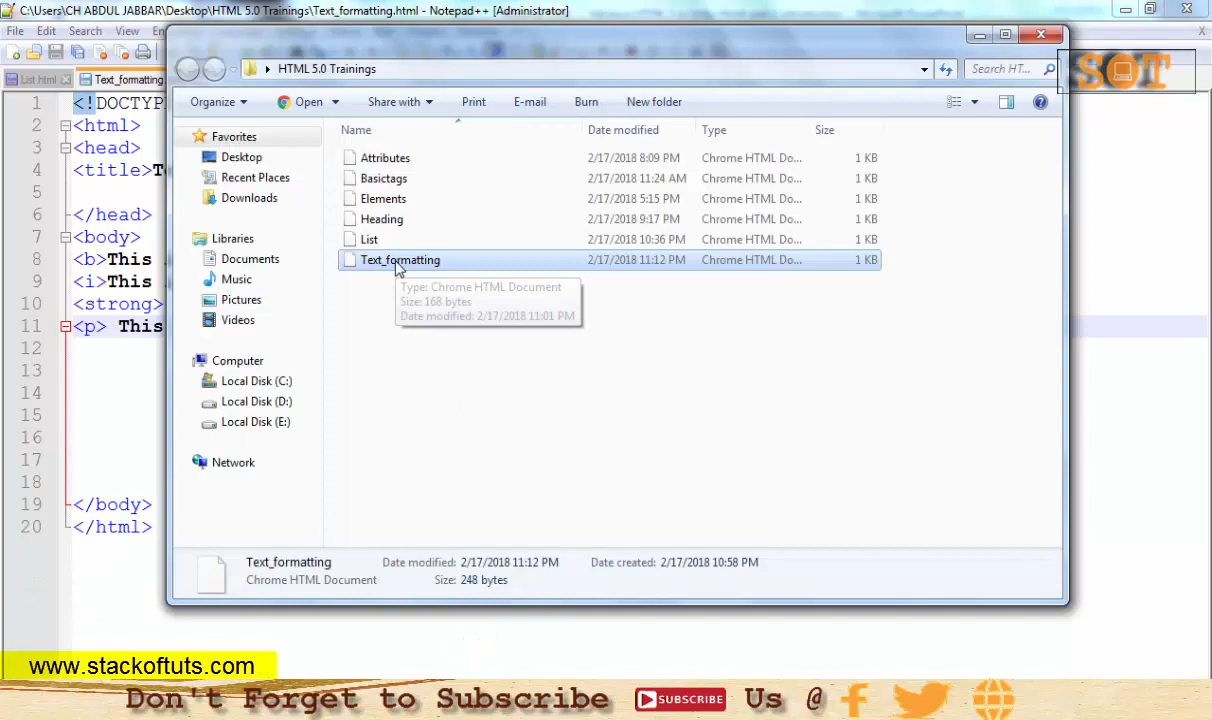 C:\Users\CH ABDUL JABBAR\Desktop\HTML 5.0 Trainings\Text_formatting.html - Notepad++ [Administrator]
File Edit Search View En
HTML 5.0 Trainings
Search HT...
SOT
List html
Text_formatting
Organize Open Share with Print E-mail Burn New folder
Name Date modified Type Size
Favorites
Desktop
Recent Places
Downloads
Libraries
Documents
Music
Pictures
Videos
Computer
Local Disk (C:)
Local Disk (D:)
Local Disk (E:)
Network
Attributes 2/17/2018 8:09 PM Chrome HTML Do... 1 KB
Basictags 2/17/2018 11:24 AM Chrome HTML Do... 1 KB
Elements 2/17/2018 5:15 PM Chrome HTML Do... 1 KB
Heading 2/17/2018 9:17 PM Chrome HTML Do... 1 KB
List 2/17/2018 10:36 PM Chrome HTML Do... 1 KB
Text_formatting 2/17/2018 11:12 PM Chrome HTML Do... 1 KB
Type: Chrome HTML Document
Size: 168 bytes
Date modified: 2/17/2018 11:01 PM
Text_formatting Date modified: 2/17/2018 11:12 PM Date created: 2/17/2018 10:58 PM
Chrome HTML Document Size: 248 bytes
1 <!DOCTYP
2 <html>
3 <head>
4 <title>T
5
6 </head>
7 <body>
8 <b>This
9 <i>This
10 <strong>
11 <p> This
12
13
14
15
16
17
18
19 </body>
20 </html>
www.stackoftuts.com
Don't Forget to Subscribe SUBSCRIBE Us @